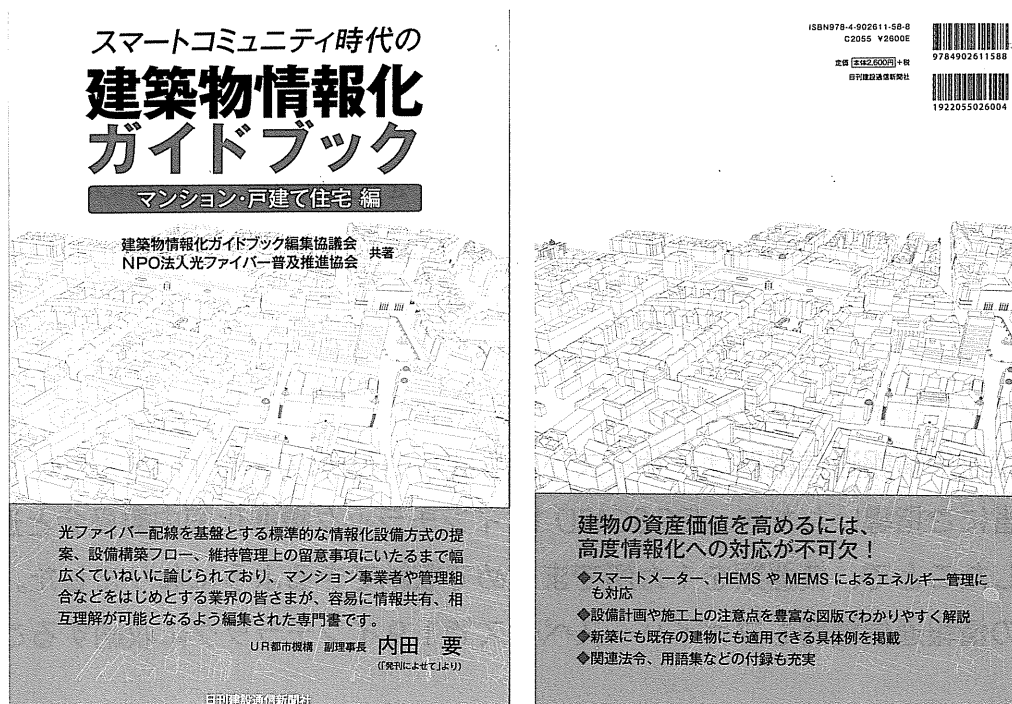 スマートコミュニティ時代の
建築物情報化
ガイドブック
マンション・戸建て住宅 編
建築物情報化ガイドブック編集協議会
NPO法人光ファイバー普及推進協会
共著
光ファイバー配線を基盤とする標準的な情報化設備方式の提
案、設備構築フロー、維持管理上の留意事項にいたるまで幅
広くていねいに論じられており、マンション事業者や管理組
合などをはじめとする業界の皆さまが、容易に情報共有、相
互理解が可能となるよう編集された専門書です。
UR都市機構 副理事長 内田 要
(「発刊によせて」より)
日刊建設通信新聞社
ISBN978-4-902611-58-8
C2055 ¥2600E
定価 本体2,600円+税
日刊建設通信新聞社
9784902611588
1922055026004
建物の資産価値を高めるには、
高度情報化への対応が不可欠！
◆スマートメーター、HEMS や MEMS によるエネルギー管理に
も対応
◆設備計画や施工上の注意点を豊富な図版でわかりやすく解説
◆新築にも既存の建物にも適用できる具体例を掲載
◆関連法令、用語集などの付録も充実